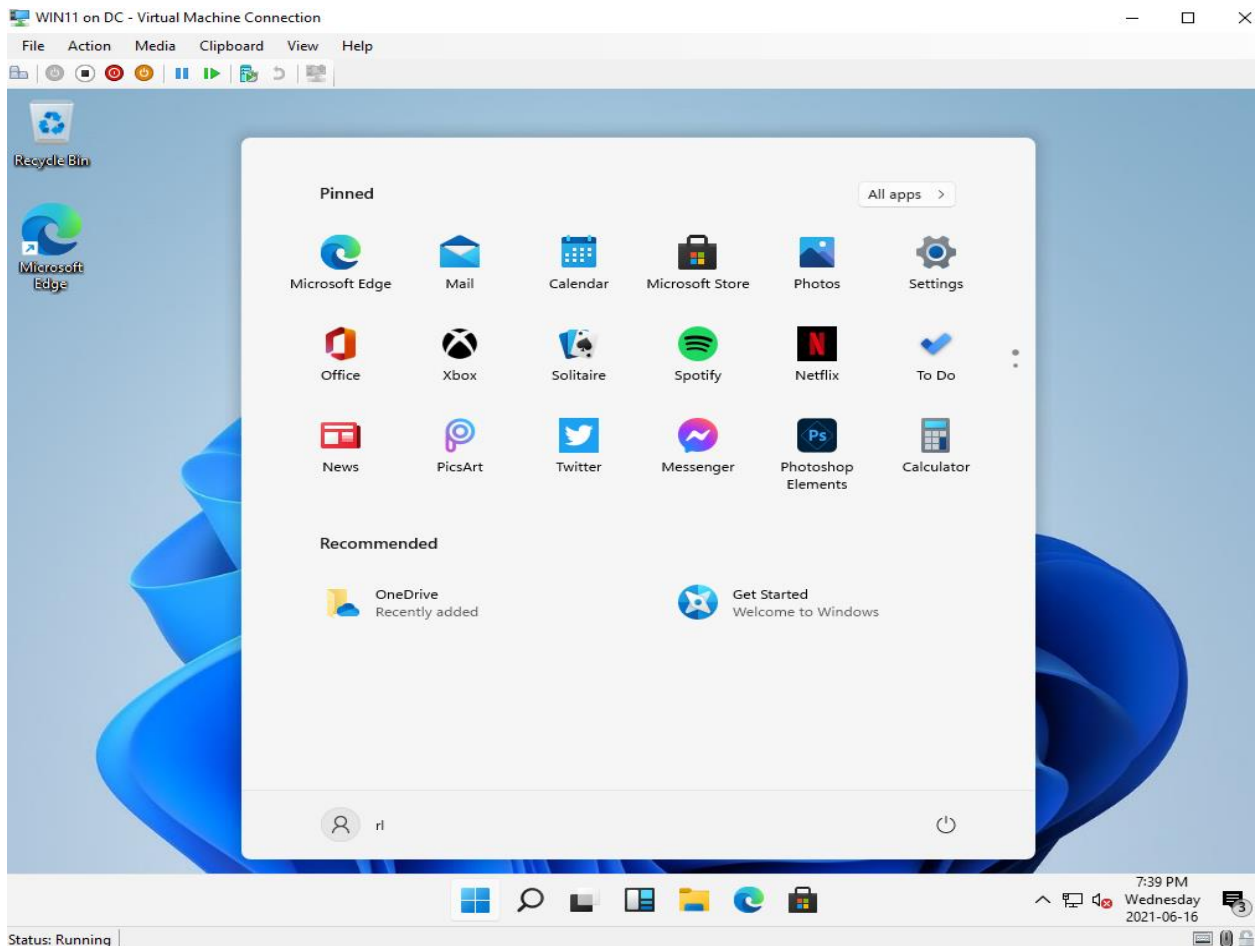 WIN11 on DC - Virtual Machine Connection
File Action Media Clipboard View Help
Recycle Bin
Microsoft
Edge
Pinned
All apps >
Microsoft Edge Mail Calendar Microsoft Store Photos Settings
Office Xbox Solitaire Spotify Netflix To Do
News PicsArt Twitter Messenger Photoshop Calculator
Elements
Ps
Recommended
OneDrive
Recently added
Get Started
Welcome to Windows
rl
7:39 PM
Wednesday
2021-06-16
3
Status: Running